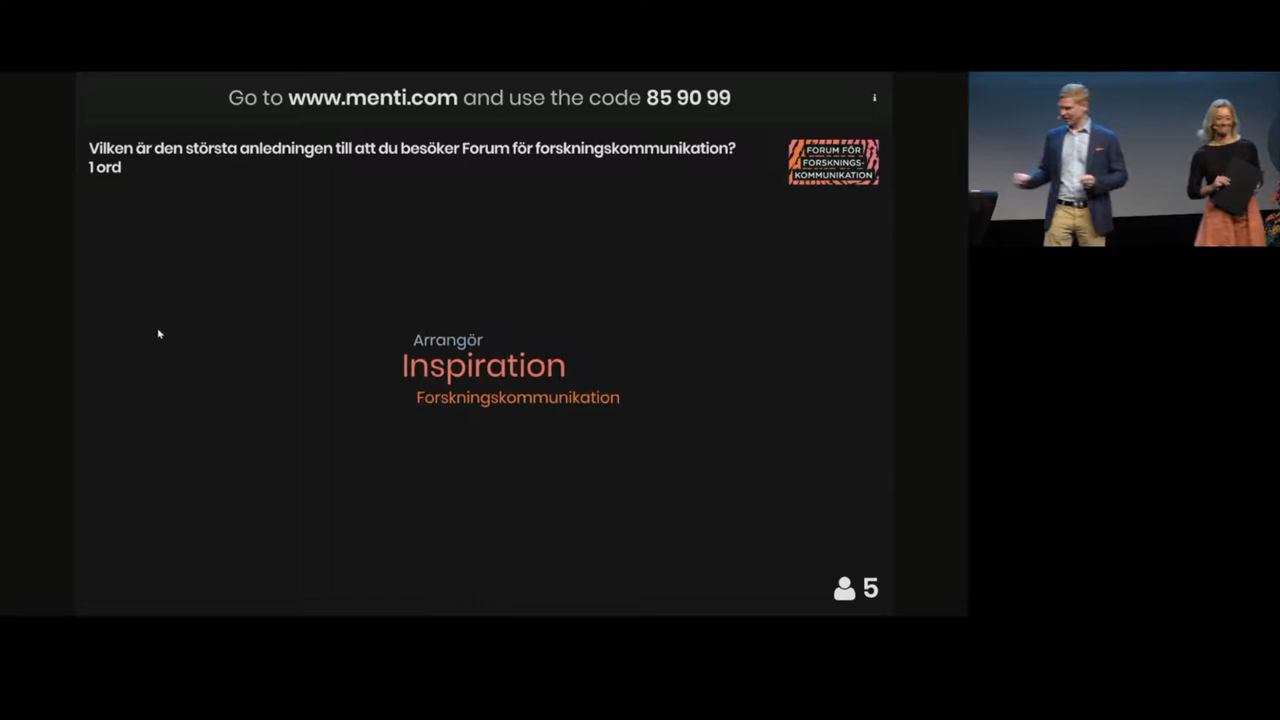 Go to www.menti.com and use the code 85 90 99
Vilken är den största anledningen till att du besöker Forum för forskningskommunikation?
1 ord
FORUM FÖR
FORSKNINGS-
KOMMUNIKATION
Arrangör
Inspiration
Forskningskommunikation
5